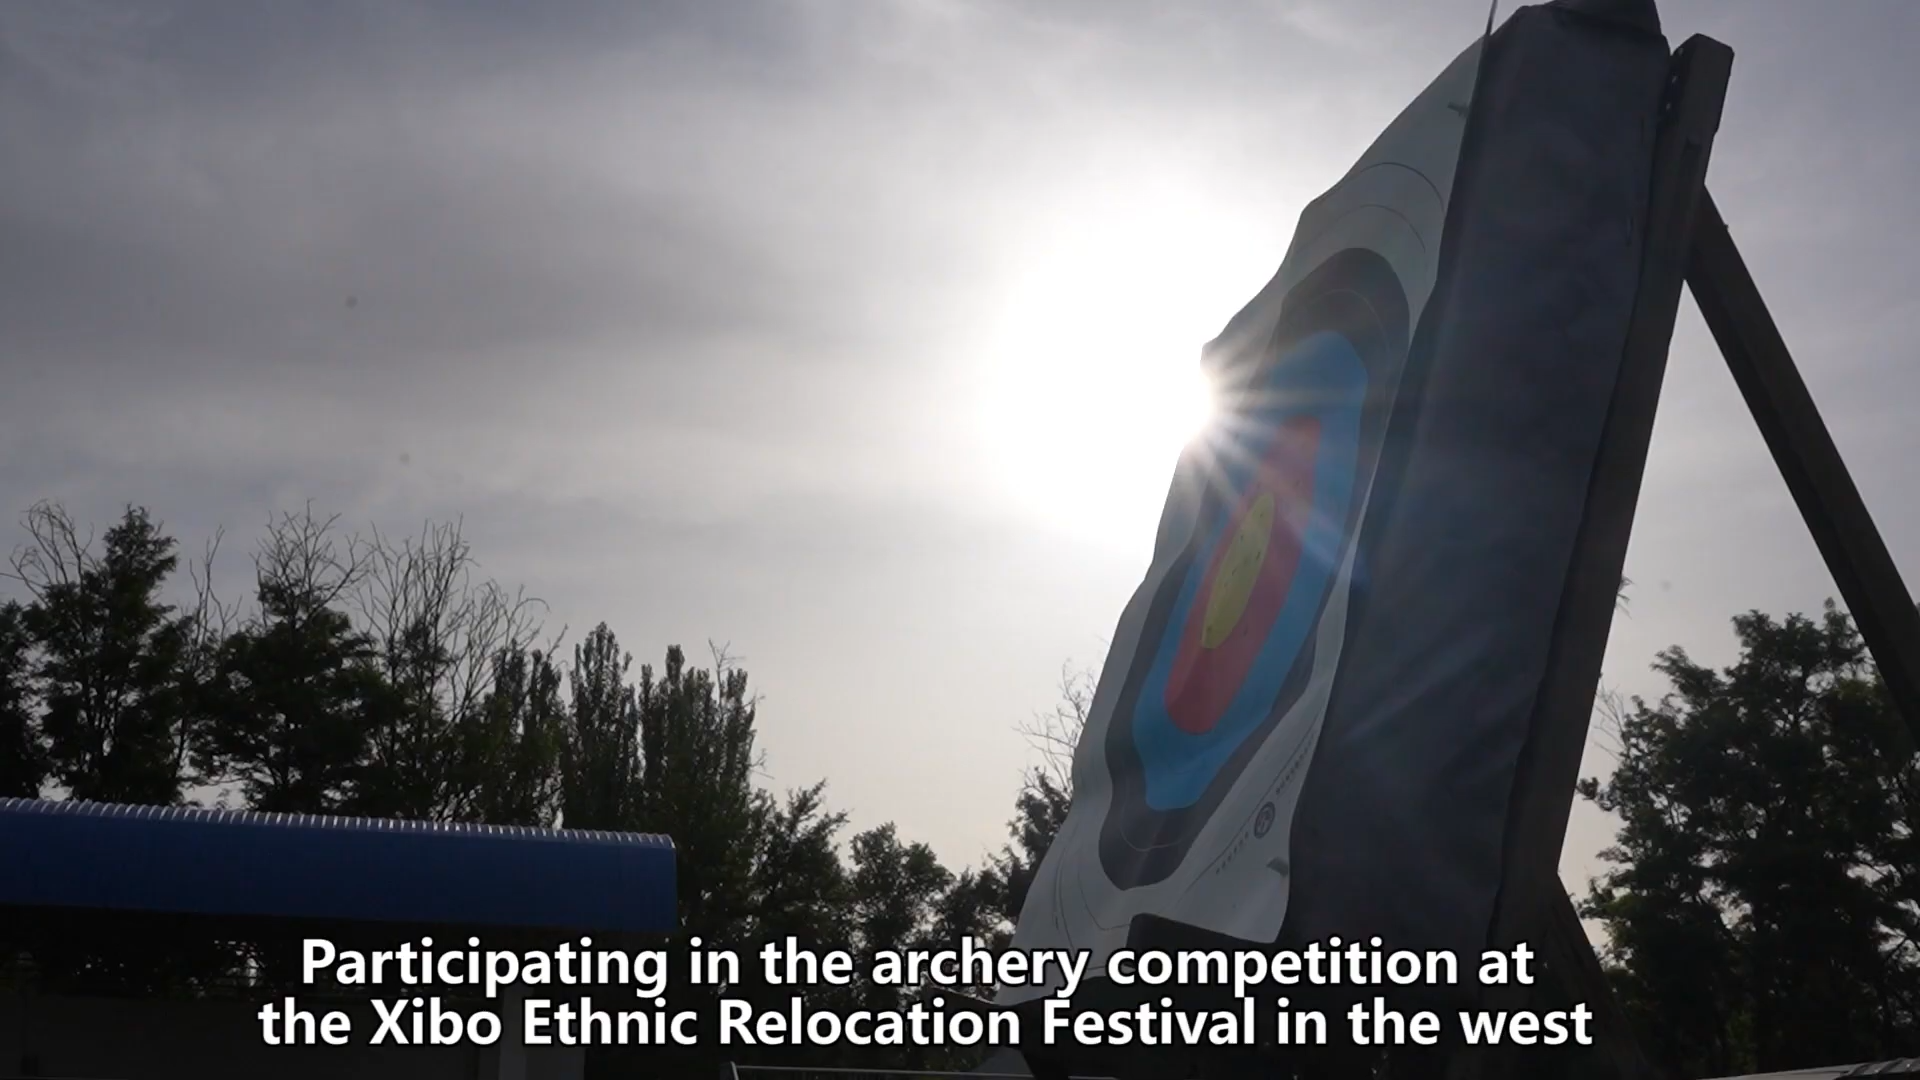 Participating in the archery competition at
the Xibo Ethnic Relocation Festival in the west